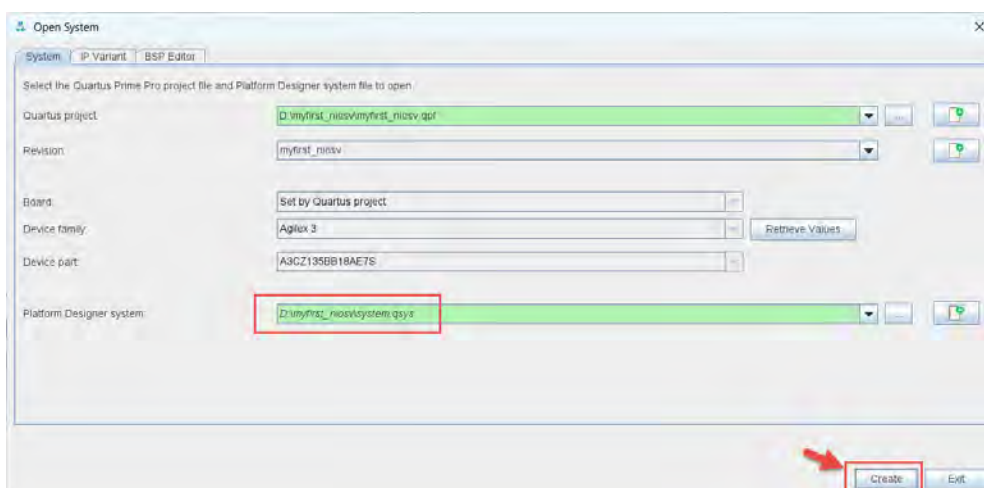 Open System
System IP Variant BSP Editor
Select the Quartus Prime Pro project file and Platform Designer system file to open
Quartus project: D:\myfirst_niosv\myfirst_niosv.qpf ...
Revision: myfirst_niosv
Board: Set by Quartus project
Device family: Agilex 3 Retrieve Values
Device part: A3CZ135BB18AE7S
Platform Designer system: D:\myfirst_niosv\system.qsys ...
Create Exit